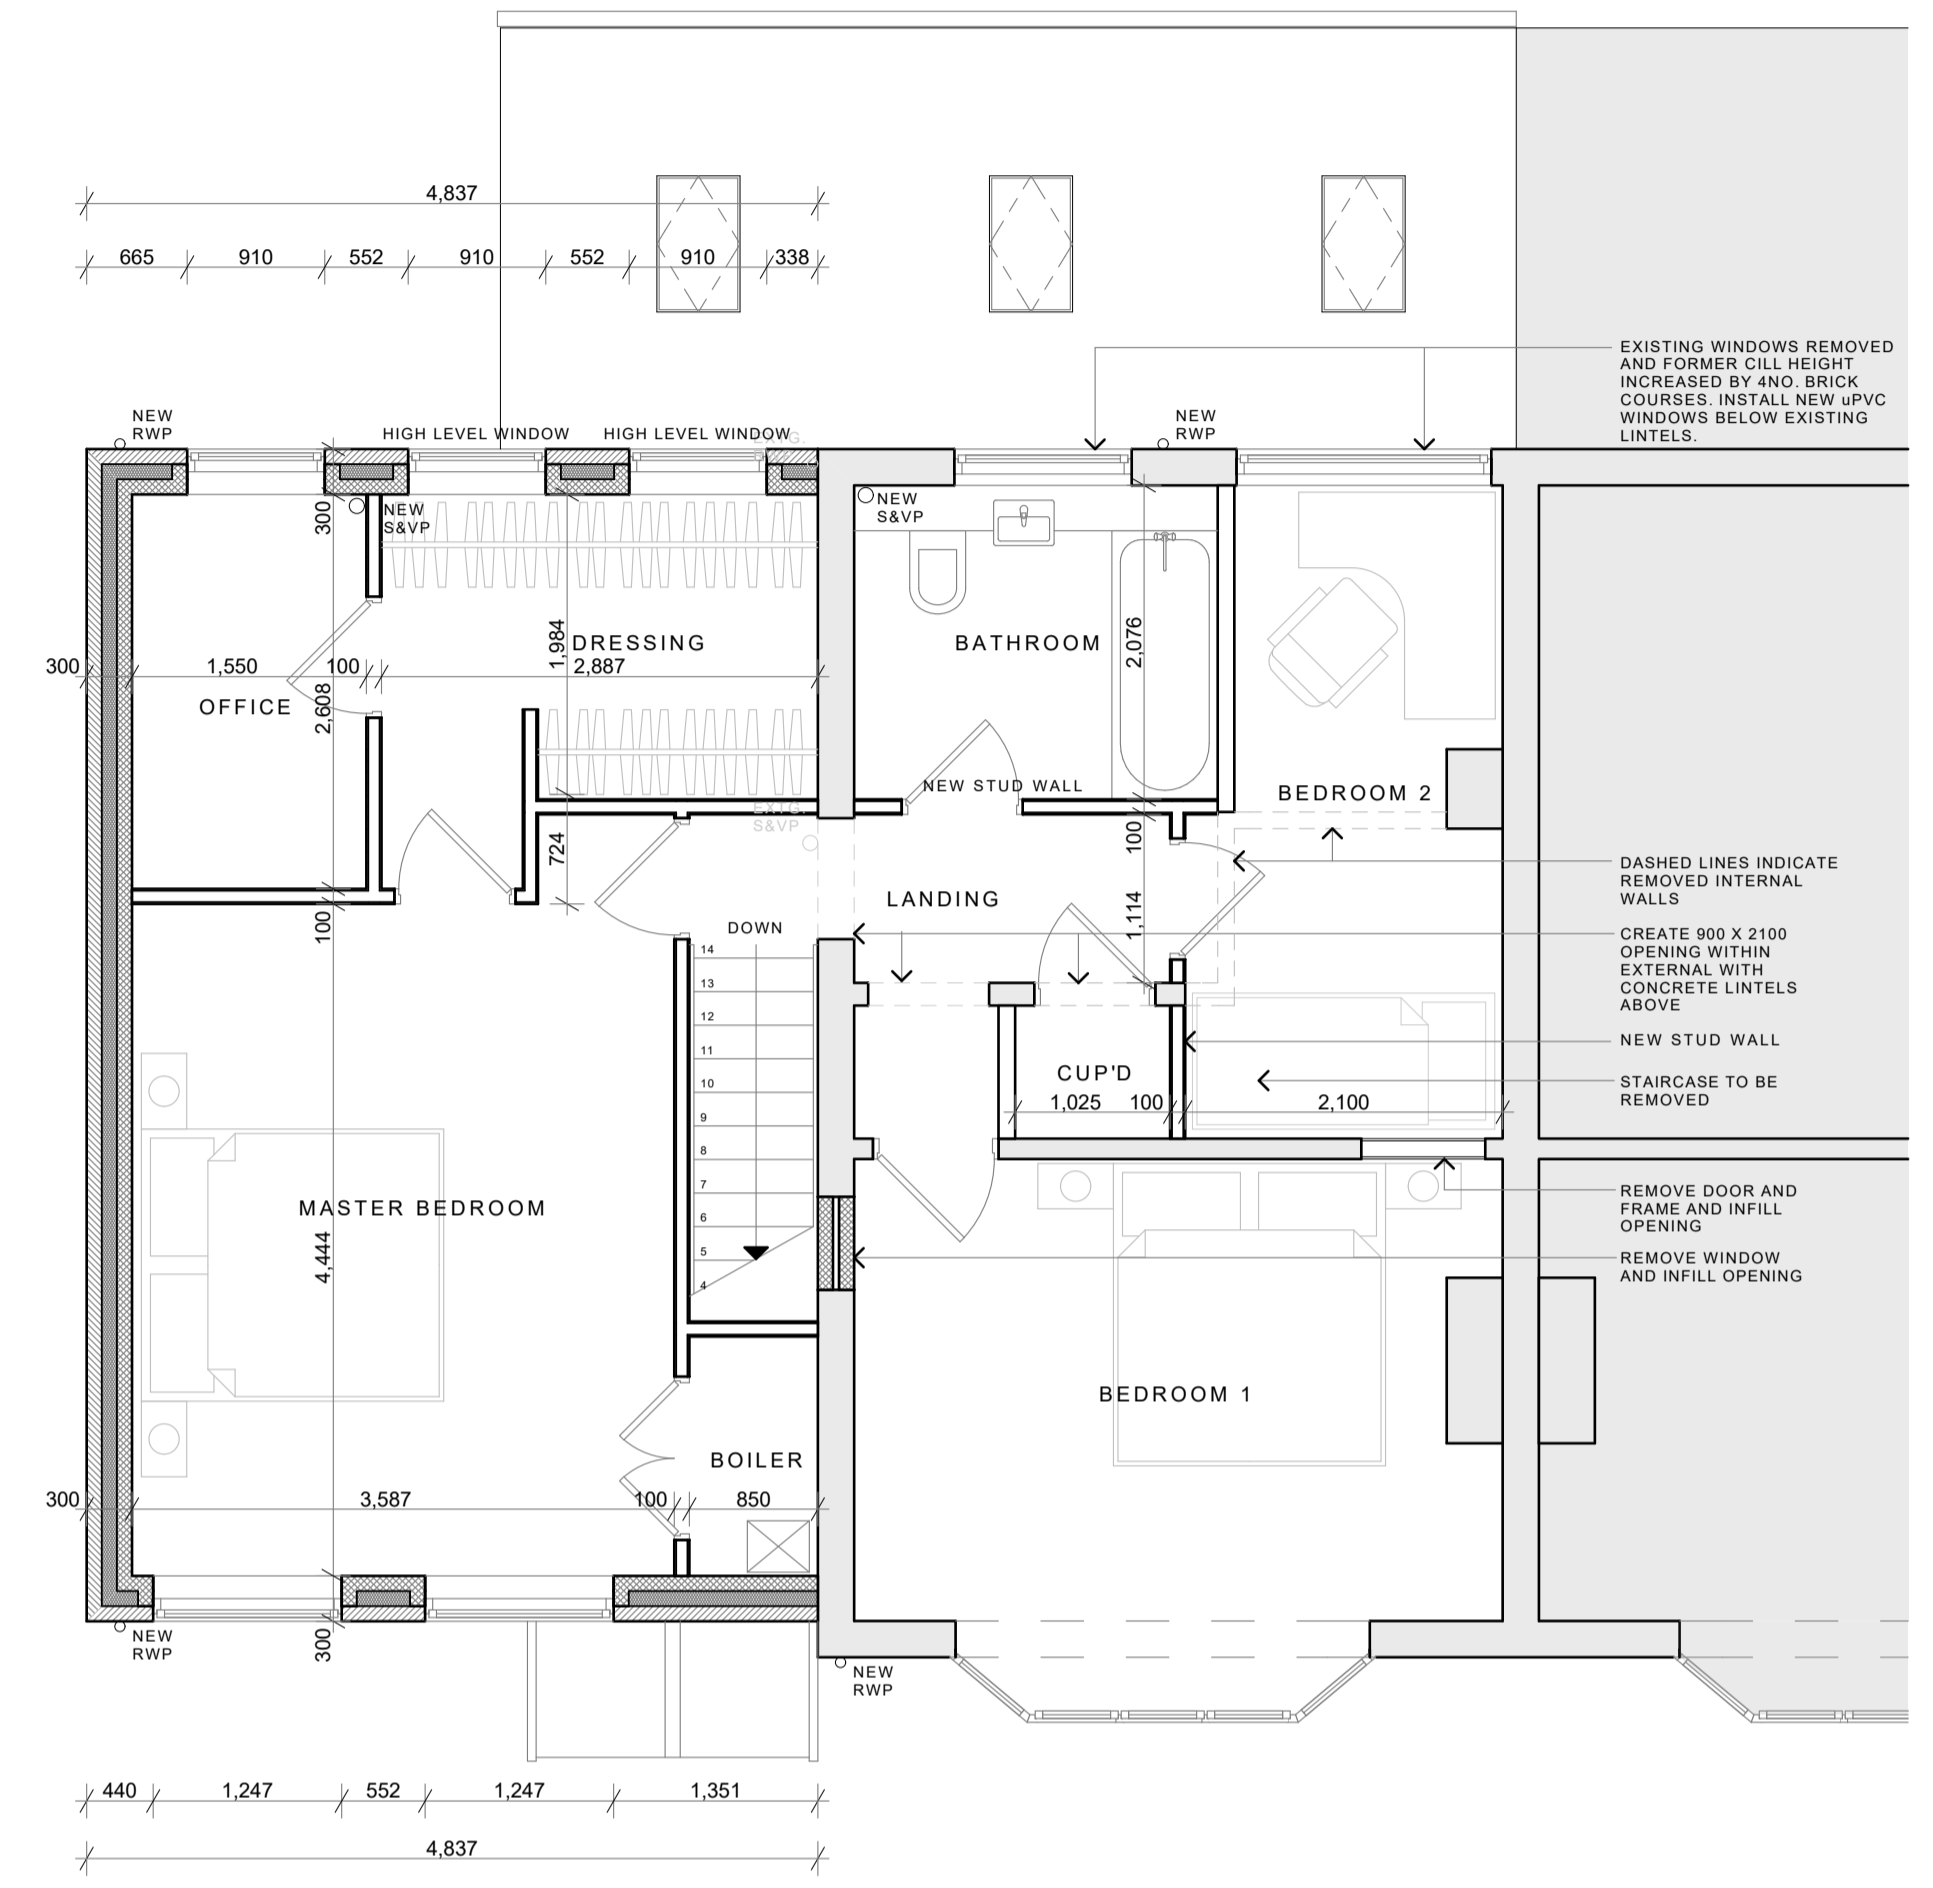 4,837
665 910 552 910 552 910 338
EXISTING WINDOWS REMOVED
AND FORMER CILL HEIGHT
INCREASED BY 4NO. BRICK
COURSES. INSTALL NEW uPVC
WINDOWS BELOW EXISTING
LINTELS.
NEW
RWP
HIGH LEVEL WINDOW
HIGH LEVEL WINDOW
EXTG.
NEW
RWP
NEW
S&VP
NEW
S&VP
300
DRESSING
1,984
BATHROOM
2,076
300 1,550 100 2,887
OFFICE
2,608
NEW STUD WALL
BEDROOM 2
EXTG.
S&VP
724
100
DASHED LINES INDICATE
REMOVED INTERNAL
WALLS
LANDING
1,114
100
DOWN
CREATE 900 X 2100
OPENING WITHIN
EXTERNAL WITH
CONCRETE LINTELS
ABOVE
14
13
12
11
10
9
8
7
6
5
4
NEW STUD WALL
CUP'D
STAIRCASE TO BE
REMOVED
1,025 100 2,100
MASTER BEDROOM
4,444
REMOVE DOOR AND
FRAME AND INFILL
OPENING
REMOVE WINDOW
AND INFILL OPENING
BEDROOM 1
BOILER
300 3,587 100 850
NEW
RWP
300
NEW
RWP
440 1,247 552 1,247 1,351
4,837